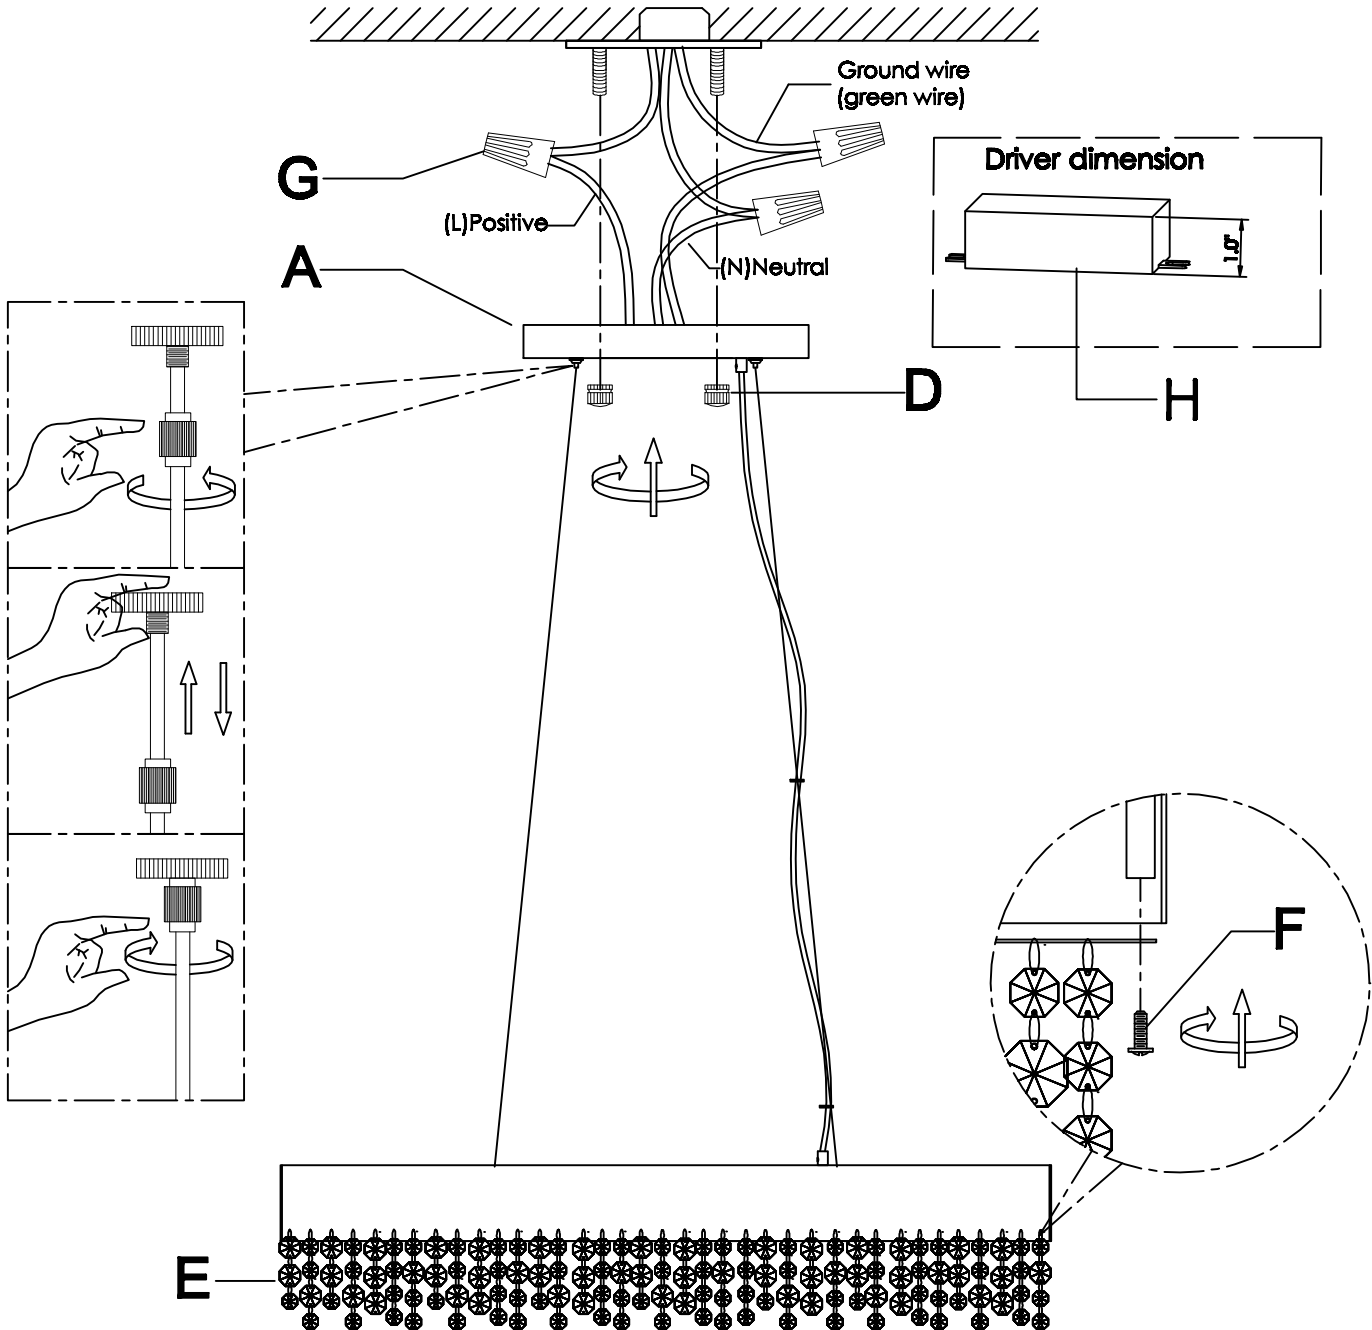 Ground wire
(green wire)
G
Driver dimension
(L)Positive
1.0"
A
(N)Neutral
D
H
F
E